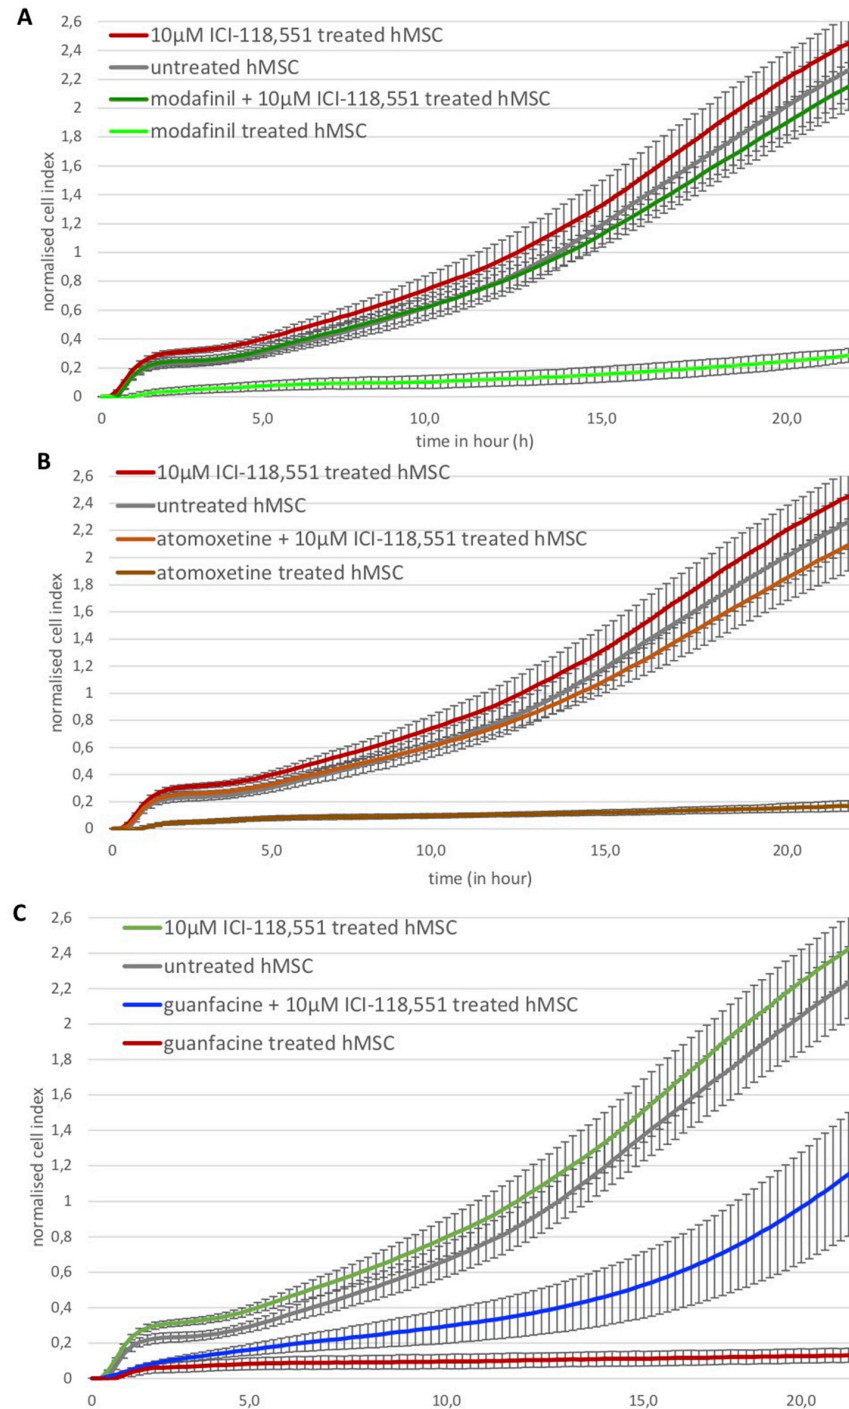 A
2,6
2,4
2,2
2
1,8
1,6
1,4
1,2
1
0,8
0,6
0,4
0,2
0
normalised cell index
10µM ICI-118,551 treated hMSC
untreated hMSC
modafinil + 10µM ICI-118,551 treated hMSC
modafinil treated hMSC
0 5,0 10,0 15,0 20,0
time in hour (h)
B
2,6
2,4
2,2
2
1,8
1,6
1,4
1,2
1
0,8
0,6
0,4
0,2
0
normalised cell index
10µM ICI-118,551 treated hMSC
untreated hMSC
atomoxetine + 10µM ICI-118,551 treated hMSC
atomoxetine treated hMSC
0 5,0 10,0 15,0 20,0
time (in hour)
C
2,6
2,4
2,2
2
1,8
1,6
1,4
1,2
1
0,8
0,6
0,4
0,2
0
normalised cell index
10µM ICI-118,551 treated hMSC
untreated hMSC
guanfacine + 10µM ICI-118,551 treated hMSC
guanfacine treated hMSC
0 5,0 10,0 15,0 20,0